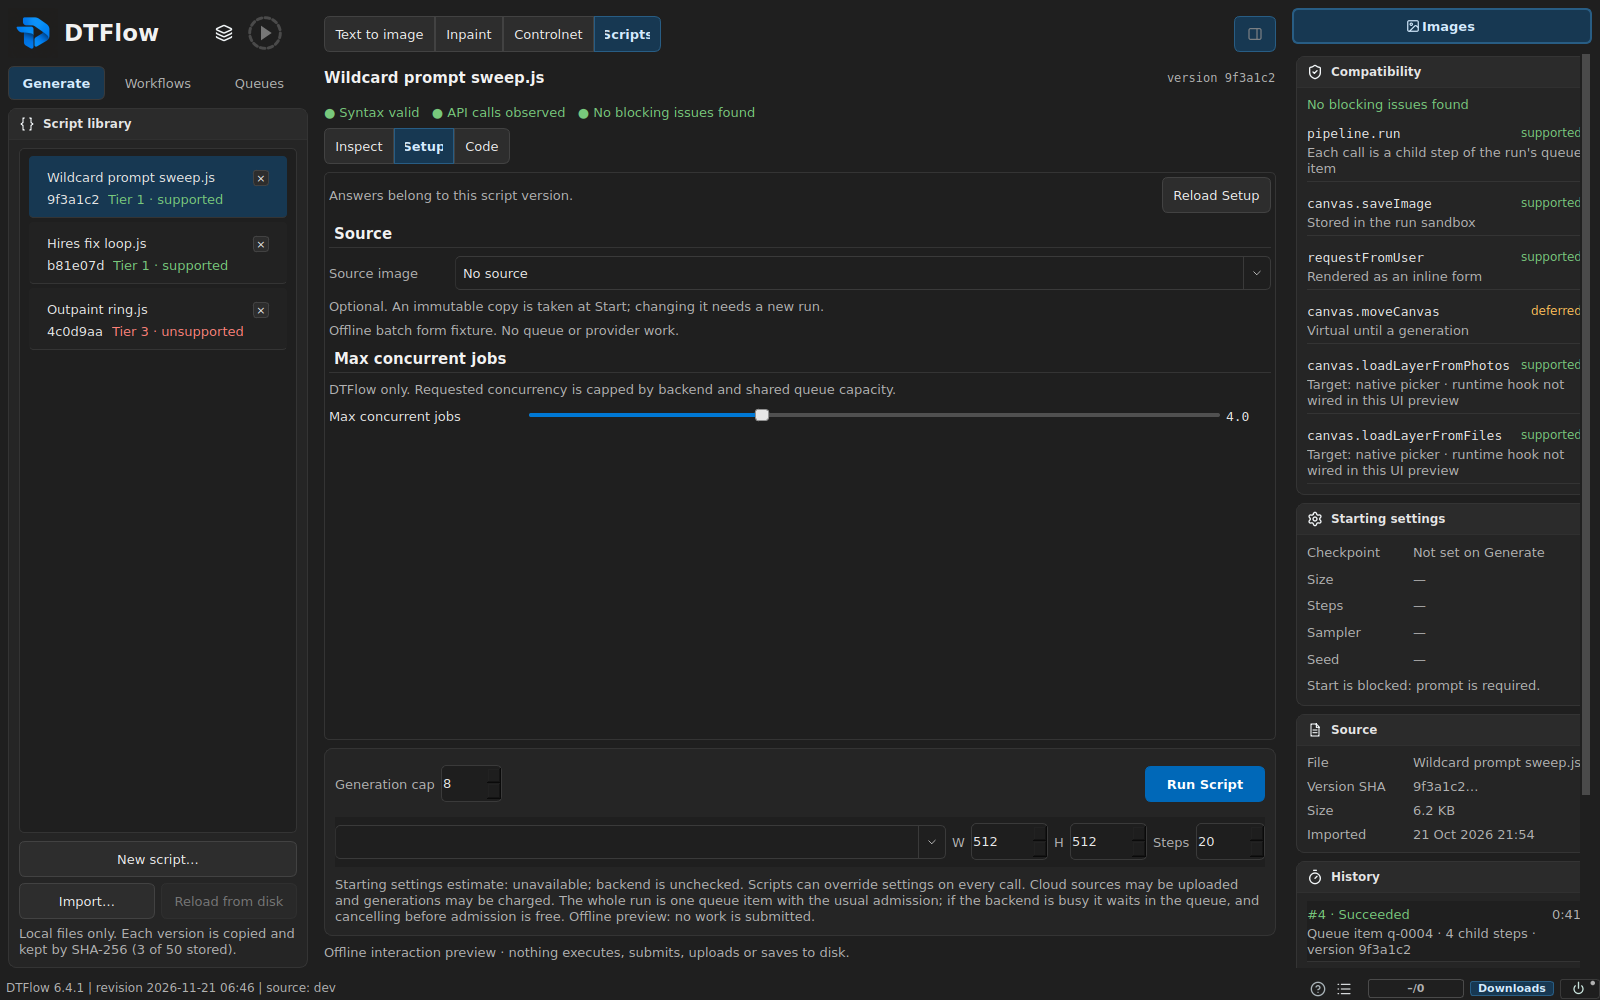 DTFlow
Generate
Workflows
Queues
Script library
Wildcard prompt sweep.js
9f3a1c2 Tier 1 · supported
Hires fix loop.js
b81e07d Tier 1 · supported
Outpaint ring.js
4c0d9aa Tier 3 · unsupported
New script…
Import…
Reload from disk
Local files only. Each version is copied and
kept by SHA-256 (3 of 50 stored).
Text to image
Inpaint
Controlnet
Scripts
Wildcard prompt sweep.js
version 9f3a1c2
Syntax valid
API calls observed
No blocking issues found
Inspect
Setup
Code
Answers belong to this script version.
Reload Setup
Source
Source image
No source
Optional. An immutable copy is taken at Start; changing it needs a new run.
Offline batch form fixture. No queue or provider work.
Max concurrent jobs
DTFlow only. Requested concurrency is capped by backend and shared queue capacity.
Max concurrent jobs
4.0
Generation cap
8
Run Script
W
512
H
512
Steps
20
Starting settings estimate: unavailable; backend is unchecked. Scripts can override settings on every call. Cloud sources may be uploaded
and generations may be charged. The whole run is one queue item with the usual admission; if the backend is busy it waits in the queue, and
cancelling before admission is free. Offline preview: no work is submitted.
Offline interaction preview · nothing executes, submits, uploads or saves to disk.
Images
Compatibility
No blocking issues found
pipeline.run supported
Each call is a child step of the run's queue
item
canvas.saveImage supported
Stored in the run sandbox
requestFromUser supported
Rendered as an inline form
canvas.moveCanvas deferred
Virtual until a generation
canvas.loadLayerFromPhotos supported
Target: native picker · runtime hook not
wired in this UI preview
canvas.loadLayerFromFiles supported
Target: native picker · runtime hook not
wired in this UI preview
Starting settings
Checkpoint Not set on Generate
Size —
Steps —
Sampler —
Seed —
Start is blocked: prompt is required.
Source
File Wildcard prompt sweep.js
Version SHA 9f3a1c2…
Size 6.2 KB
Imported 21 Oct 2026 21:54
History
#4 · Succeeded 0:41
Queue item q-0004 · 4 child steps ·
version 9f3a1c2
DTFlow 6.4.1 | revision 2026-11-21 06:46 | source: dev
–/0
Downloads